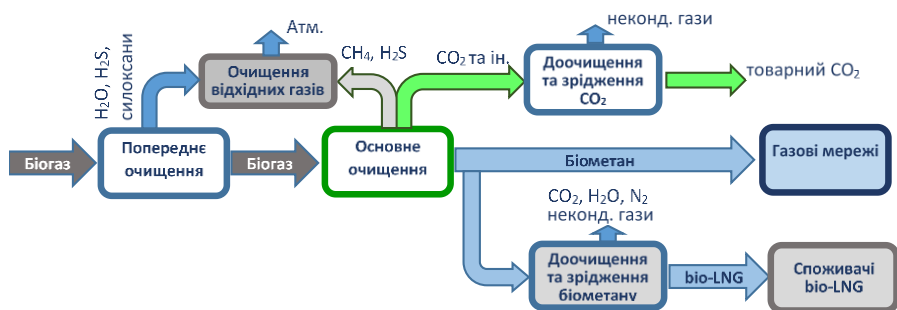 H₂O, H₂S,
силоксани
Атм.
Очищення
відхідних газів
CH₄, H₂S
CO₂ та ін.
неконд. гази
Доочищення
та зрідження
CO₂
товарний CO₂
Біогаз
Попереднє
очищення
Біогаз
Основне
очищення
Біометан
Газові мережі
CO₂, H₂O, N₂
неконд. гази
Доочищення
та зрідження
біометану
bio-LNG
Споживачі
bio-LNG